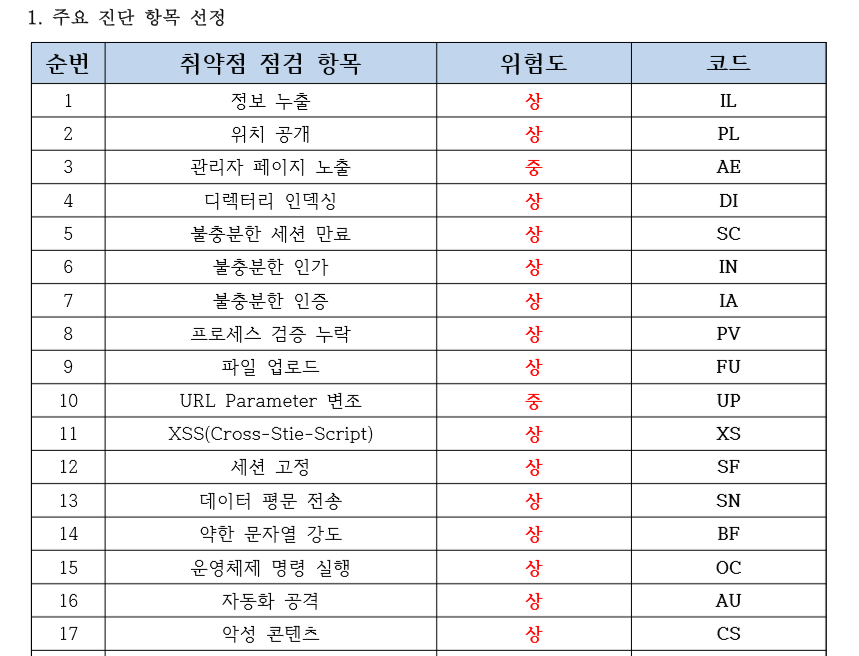 1. 주요 진단 항목 선정
순번 취약점 점검 항목 위험도 코드
1 정보 누출 상 IL
2 위치 공개 상 PL
3 관리자 페이지 노출 중 AE
4 디렉터리 인덱싱 상 DI
5 불충분한 세션 만료 상 SC
6 불충분한 인가 상 IN
7 불충분한 인증 상 IA
8 프로세스 검증 누락 상 PV
9 파일 업로드 상 FU
10 URL Parameter 변조 중 UP
11 XSS(Cross-Stie-Script) 상 XS
12 세션 고정 상 SF
13 데이터 평문 전송 상 SN
14 약한 문자열 강도 상 BF
15 운영체제 명령 실행 상 OC
16 자동화 공격 상 AU
17 악성 콘텐츠 상 CS